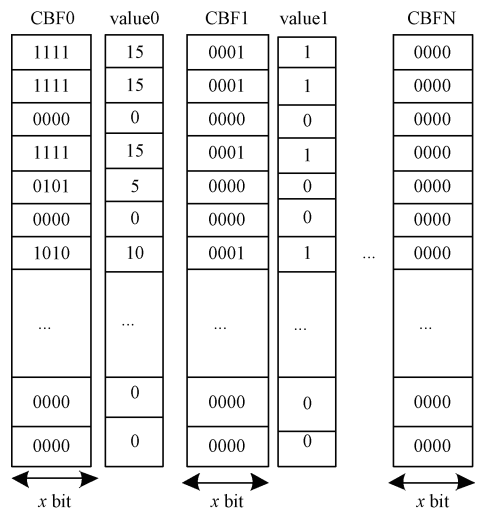 CBF0 value0 CBF1 value1 CBFN
1111 15 0001 1 0000
1111 15 0001 1 0000
0000 0 0000 0 0000
1111 15 0001 1 0000
0101 5 0000 0 0000
0000 0 0000 0 0000
1010 10 0001 1 ... 0000
... ... ... ... ...
0000 0 0000 0 0000
0000 0 0000 0 0000
x bit x bit x bit